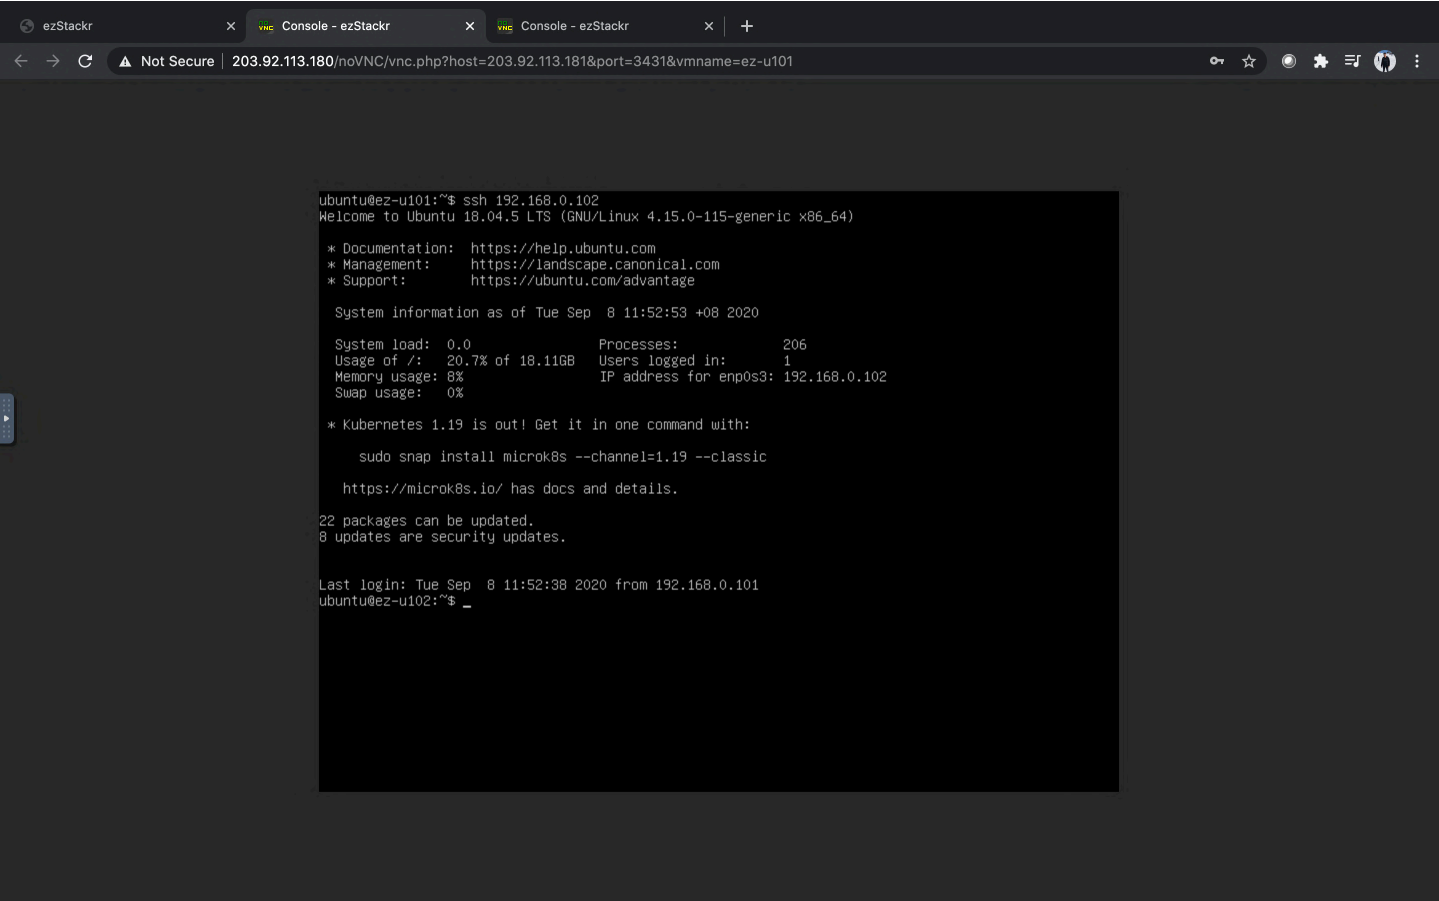 ezStackr
Console - ezStackr
Console - ezStackr
Not Secure | 203.92.113.180/noVNC/vnc.php?host=203.92.113.181&port=3431&vmname=ez-u101
ubuntu@ez-u101:~$ ssh 192.168.0.102
Welcome to Ubuntu 18.04.5 LTS (GNU/Linux 4.15.0-115-generic x86_64)
* Documentation: https://help.ubuntu.com
* Management: https://landscape.canonical.com
* Support: https://ubuntu.com/advantage
System information as of Tue Sep 8 11:52:53 +08 2020
System load: 0.0 Processes: 206
Usage of /: 20.7% of 18.11GB Users logged in: 1
Memory usage: 8% IP address for enp0s3: 192.168.0.102
Swap usage: 0%
* Kubernetes 1.19 is out! Get it in one command with:
sudo snap install microk8s --channel=1.19 --classic
https://microk8s.io/ has docs and details.
22 packages can be updated.
8 updates are security updates.
Last login: Tue Sep 8 11:52:38 2020 from 192.168.0.101
ubuntu@ez-u102:~$ _